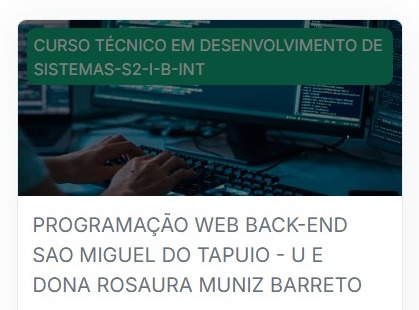 CURSO TÉCNICO EM DESENVOLVIMENTO DE
SISTEMAS-S2-I-B-INT
PROGRAMAÇÃO WEB BACK-END
SAO MIGUEL DO TAPUIO - U E
DONA ROSAURA MUNIZ BARRETO